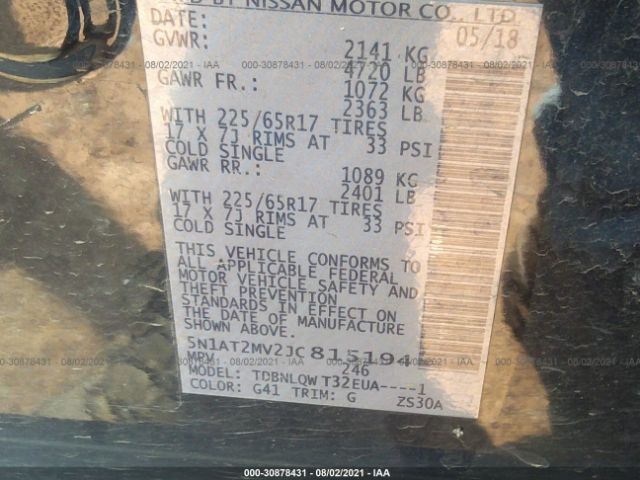 BY NISSAN MOTOR CO., LTD.
DATE: 05/18
GVWR: 2141 KG
4720 LB
GAWR FR.: 1072 KG
2363 LB
WITH 225/65R17 TIRES
17 X 7J RIMS AT 33 PSI
COLD SINGLE
GAWR RR.: 1089 KG
2401 LB
WITH 225/65R17 TIRES
17 X 7J RIMS AT 33 PSI
COLD SINGLE
THIS VEHICLE CONFORMS TO
ALL APPLICABLE FEDERAL
MOTOR VEHICLE SAFETY AND
THEFT PREVENTION
STANDARDS IN EFFECT ON
THE DATE OF MANUFACTURE
SHOWN ABOVE.
MPV 246
MODEL: TDBNLQW T32EUA----1
COLOR: G41 TRIM: G ZS30A
000-30878431 - 08/02/2021 - IAA